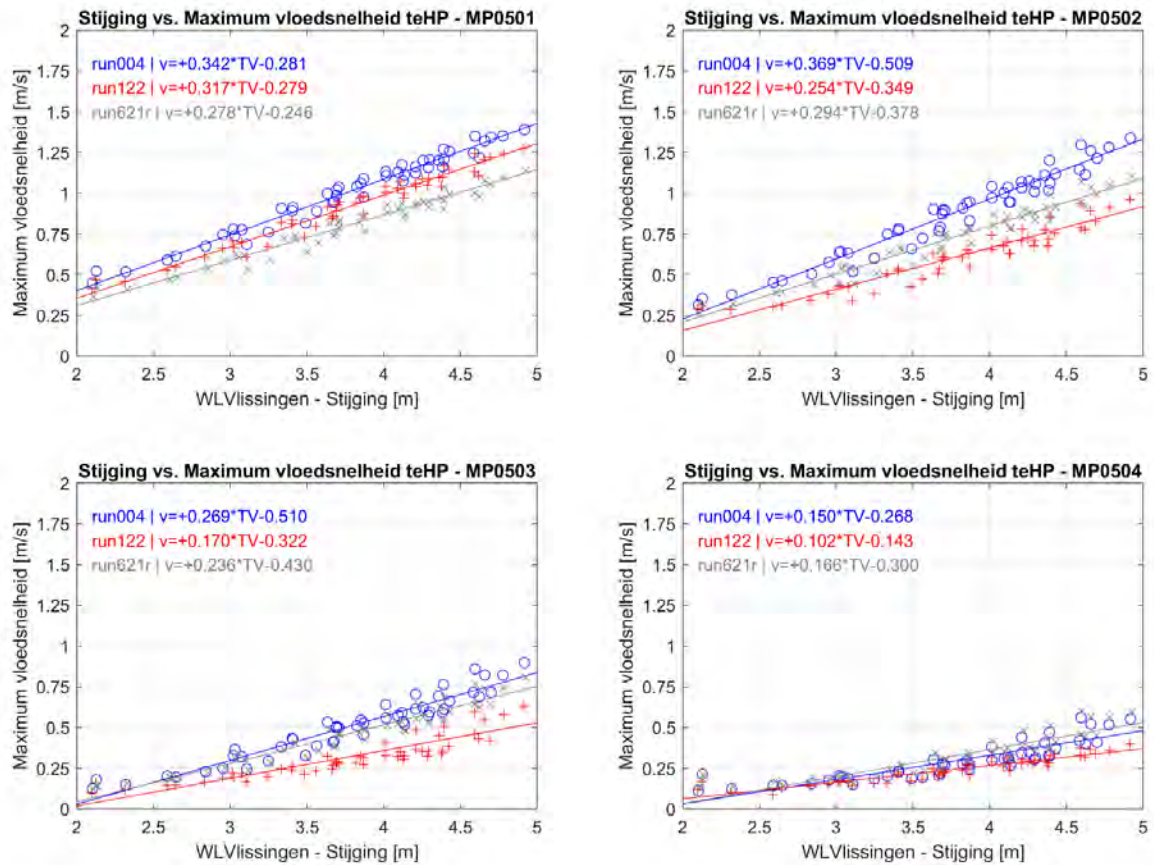 Stijging vs. Maximum vloedsnelheid teHP - MP0501
2
1.75
1.5
1.25
1
0.75
0.5
0.25
0
Maximum vloedsnelheid [m/s]
run004 | v=+0.342*TV-0.281
run122 | v=+0.317*TV-0.279
run621r | v=+0.278*TV-0.246
2 2.5 3 3.5 4 4.5 5
WLVlissingen - Stijging [m]
Stijging vs. Maximum vloedsnelheid teHP - MP0502
2
1.75
1.5
1.25
1
0.75
0.5
0.25
0
Maximum vloedsnelheid [m/s]
run004 | v=+0.369*TV-0.509
run122 | v=+0.254*TV-0.349
run621r | v=+0.294*TV-0.378
2 2.5 3 3.5 4 4.5 5
WLVlissingen - Stijging [m]
Stijging vs. Maximum vloedsnelheid teHP - MP0503
2
1.75
1.5
1.25
1
0.75
0.5
0.25
0
Maximum vloedsnelheid [m/s]
run004 | v=+0.269*TV-0.510
run122 | v=+0.170*TV-0.322
run621r | v=+0.236*TV-0.430
2 2.5 3 3.5 4 4.5 5
WLVlissingen - Stijging [m]
Stijging vs. Maximum vloedsnelheid teHP - MP0504
2
1.75
1.5
1.25
1
0.75
0.5
0.25
0
Maximum vloedsnelheid [m/s]
run004 | v=+0.150*TV-0.268
run122 | v=+0.102*TV-0.143
run621r | v=+0.166*TV-0.300
2 2.5 3 3.5 4 4.5 5
WLVlissingen - Stijging [m]